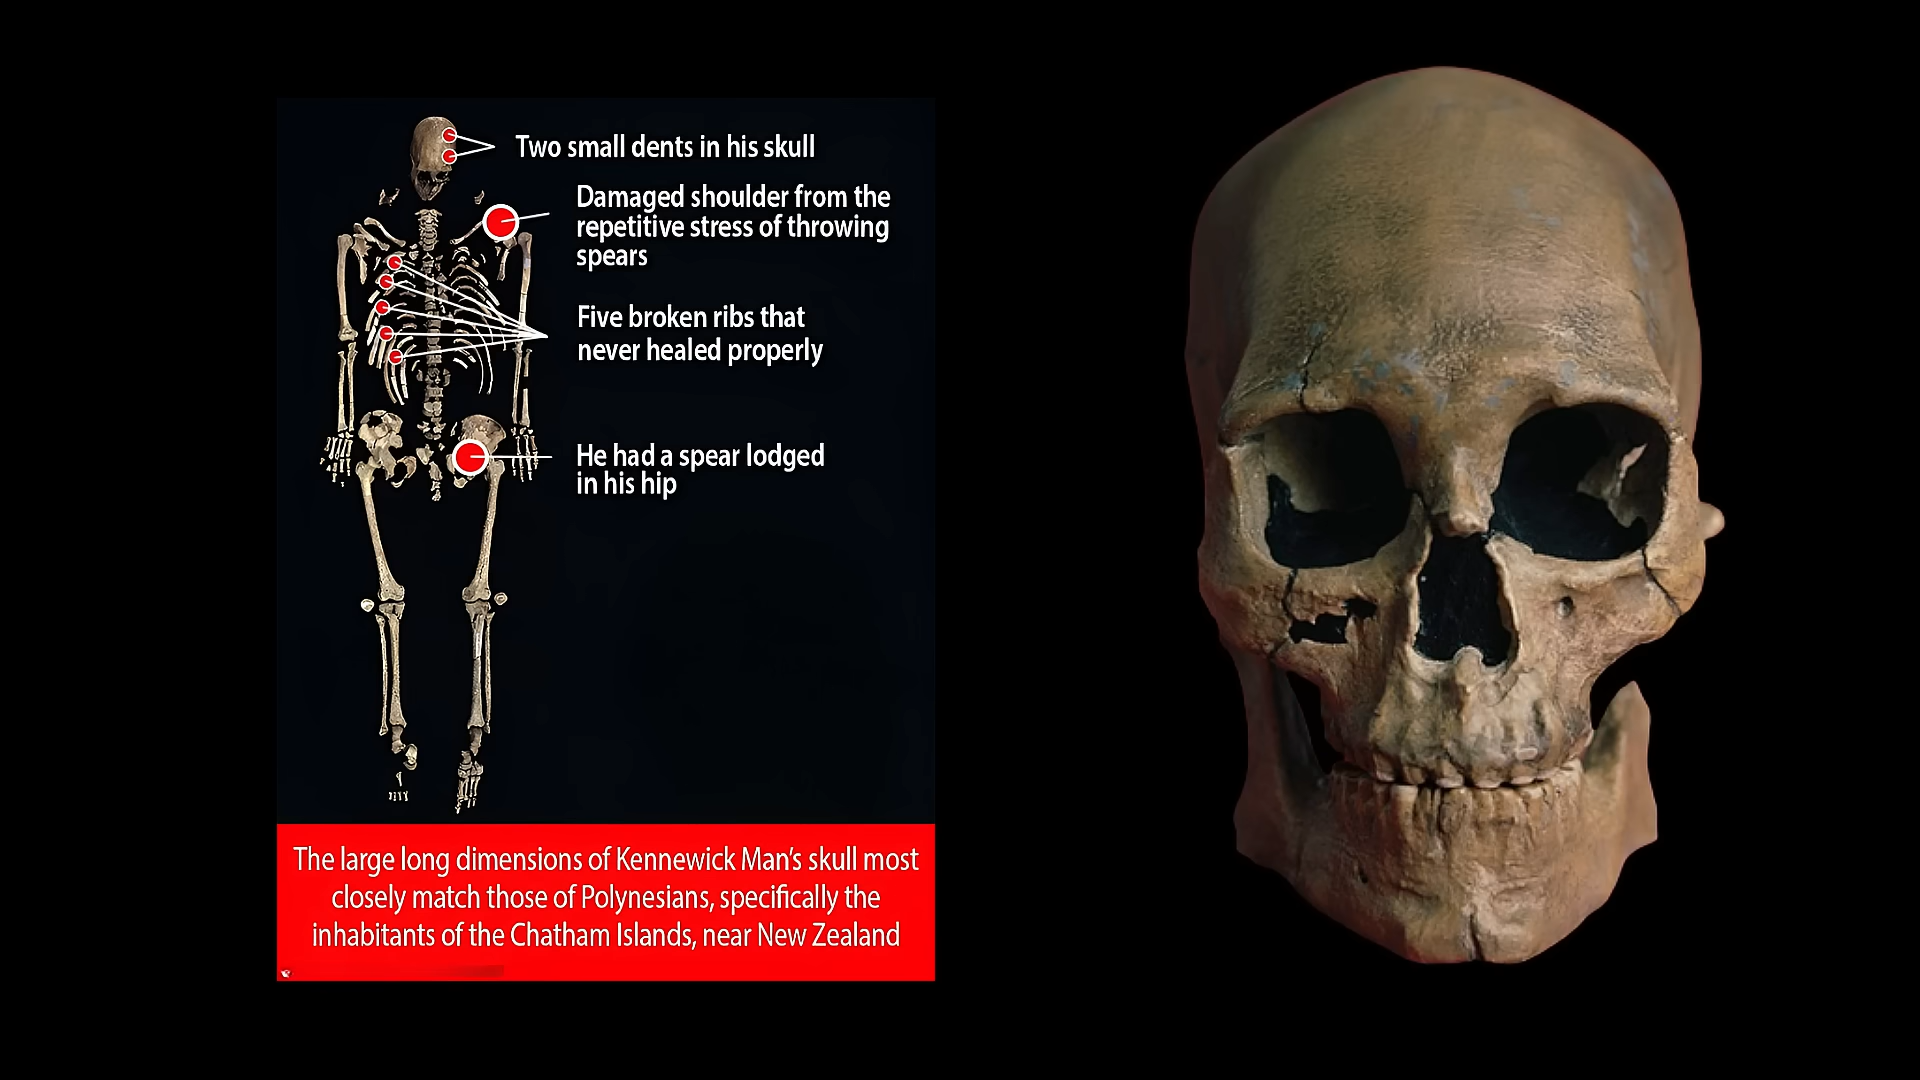 Two small dents in his skull
Damaged shoulder from the
repetitive stress of throwing
spears
Five broken ribs that
never healed properly
He had a spear lodged
in his hip
The large long dimensions of Kennewick Man's skull most
closely match those of Polynesians, specifically the
inhabitants of the Chatham Islands, near New Zealand